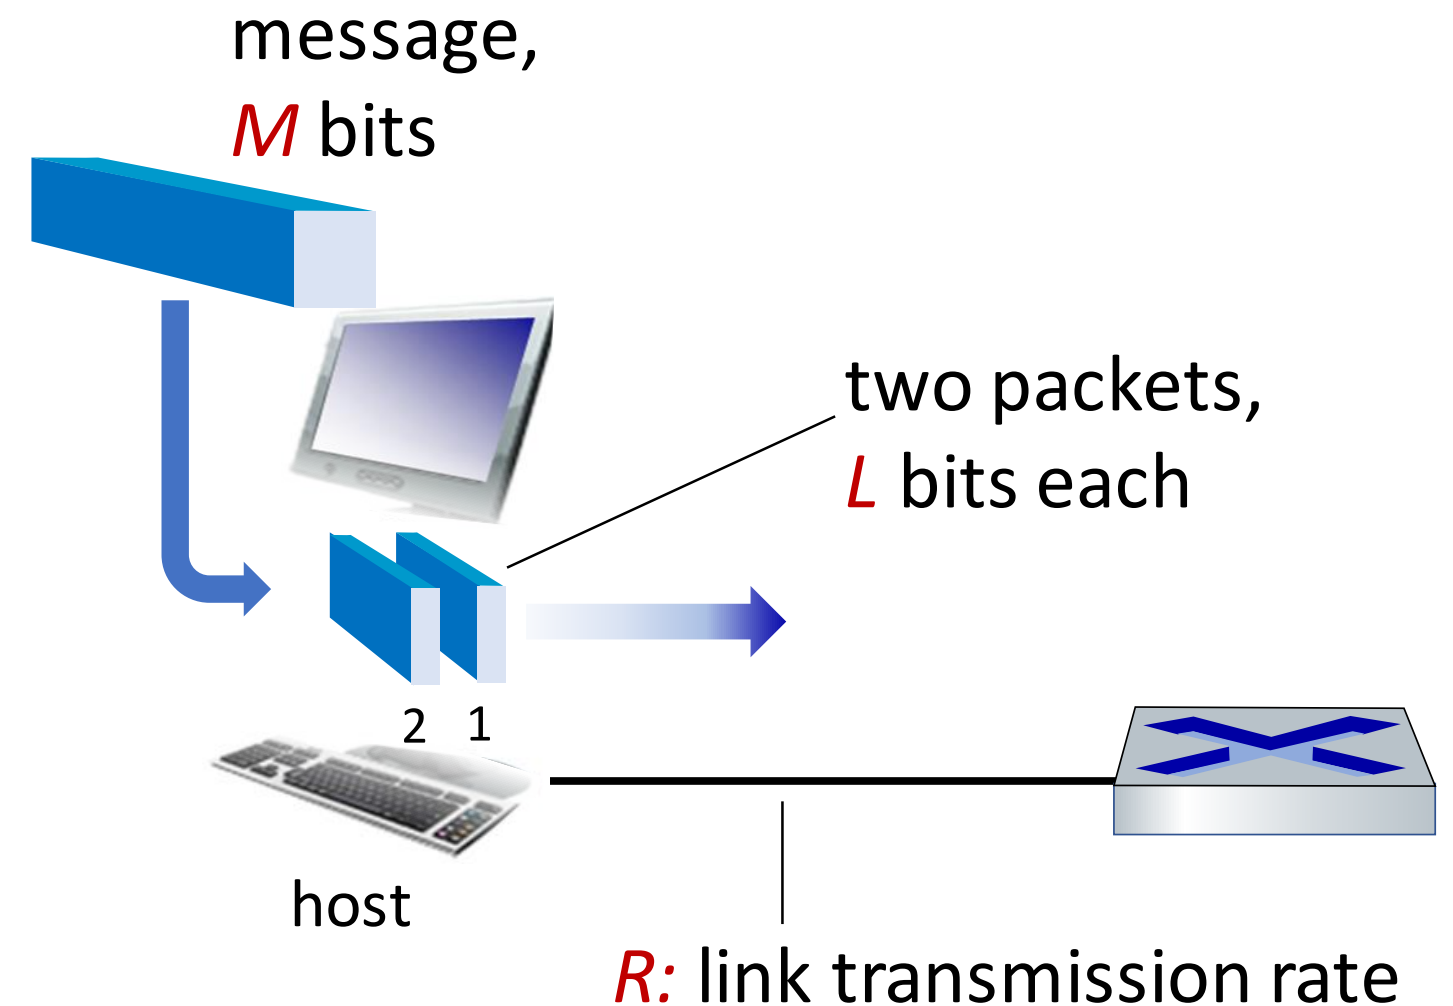 message,
M bits
two packets,
L bits each
2 1
host
R: link transmission rate